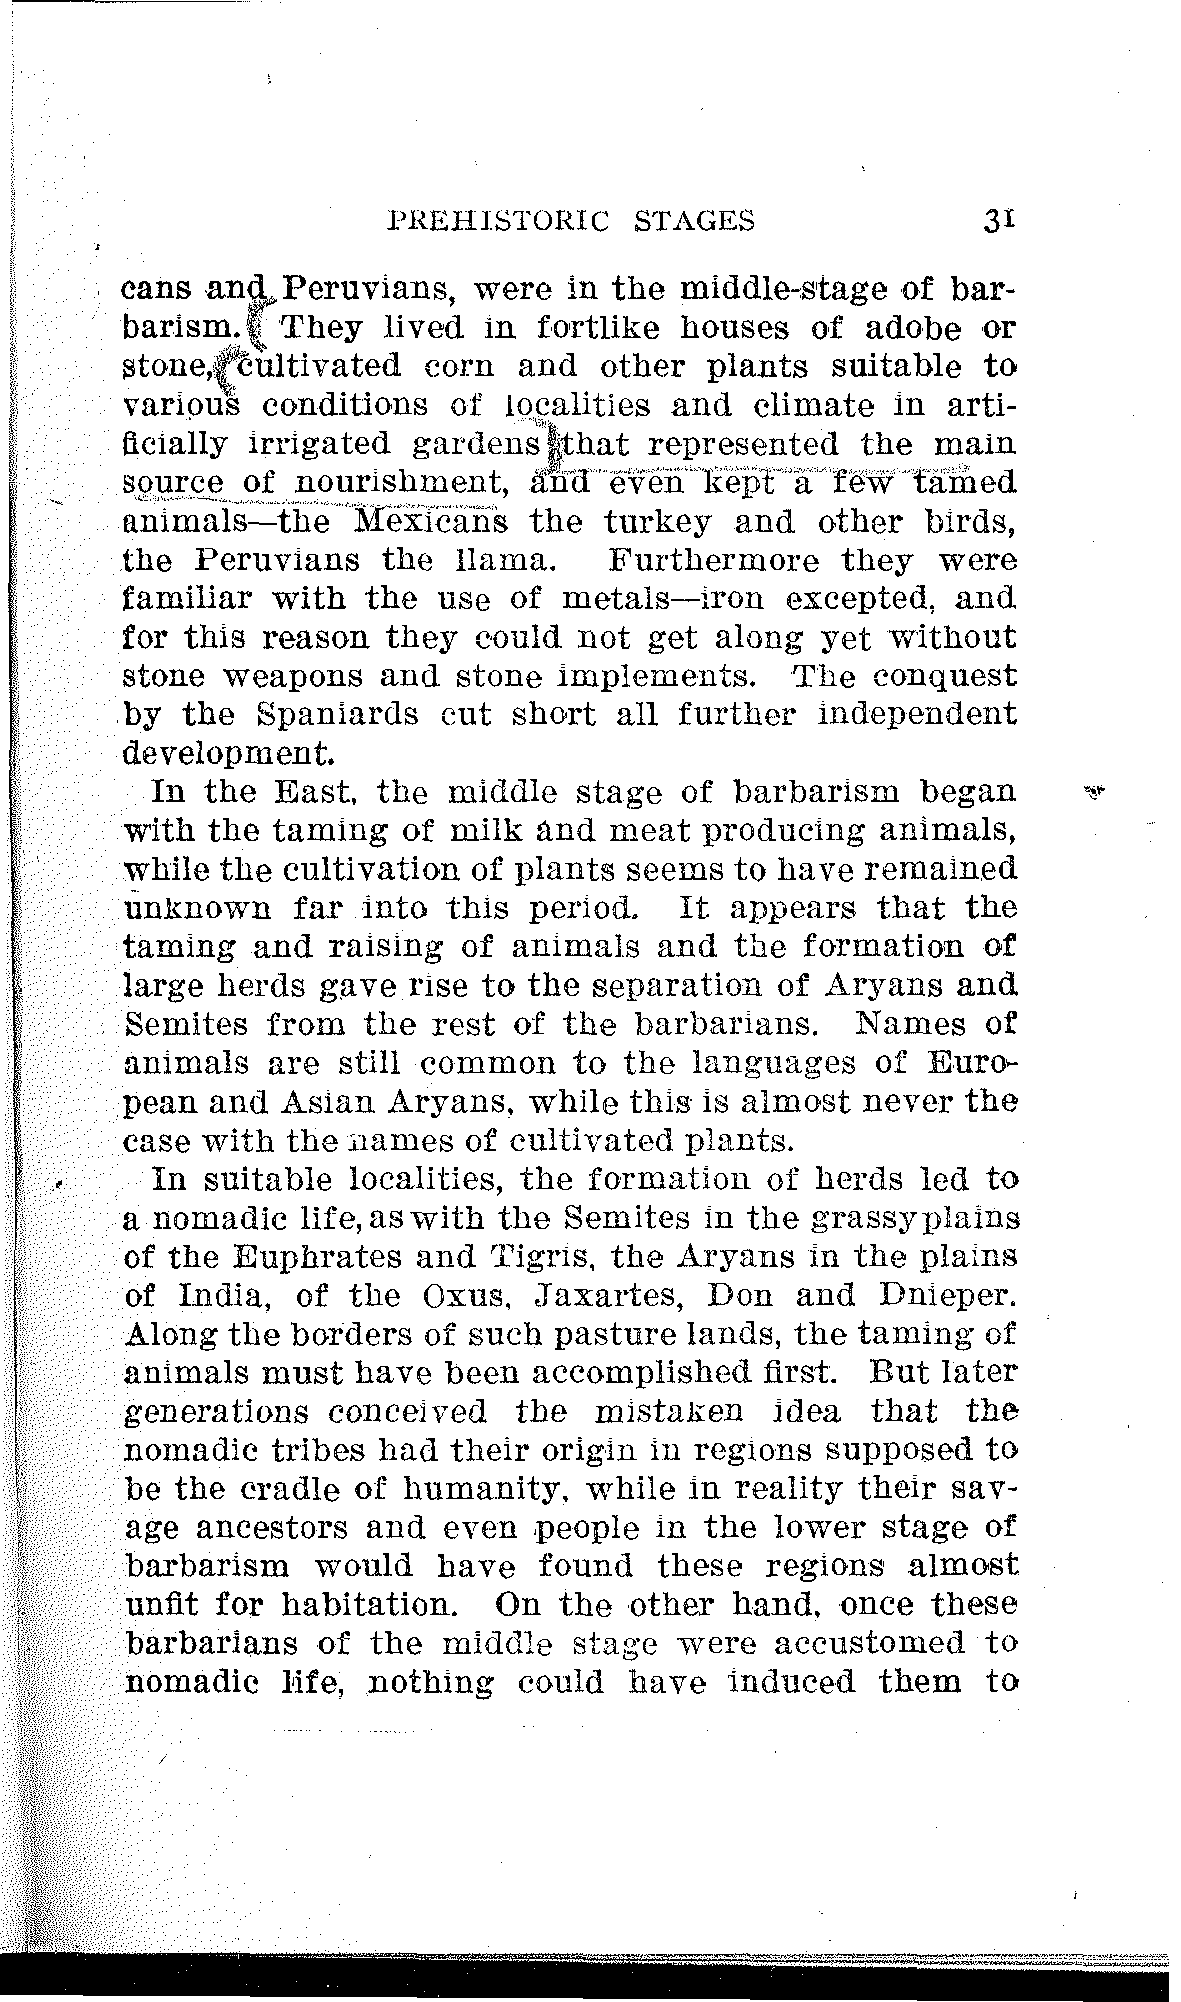 PREHISTORIC STAGES 31
cans and Peruvians, were in the middle-stage of bar-
barism. They lived in fortlike houses of adobe or
stone, cultivated corn and other plants suitable to
various conditions of localities and climate in arti-
ficially irrigated gardens that represented the main
source of nourishment, and even kept a few tamed
animals—the Mexicans the turkey and other birds,
the Peruvians the llama. Furthermore they were
familiar with the use of metals—iron excepted, and
for this reason they could not get along yet without
stone weapons and stone implements. The conquest
by the Spaniards cut short all further independent
development.
In the East, the middle stage of barbarism began
with the taming of milk and meat producing animals,
while the cultivation of plants seems to have remained
unknown far into this period. It appears that the
taming and raising of animals and the formation of
large herds gave rise to the separation of Aryans and
Semites from the rest of the barbarians. Names of
animals are still common to the languages of Euro-
pean and Asian Aryans, while this is almost never the
case with the names of cultivated plants.
In suitable localities, the formation of herds led to
a nomadic life, as with the Semites in the grassy plains
of the Euphrates and Tigris, the Aryans in the plains
of India, of the Oxus, Jaxartes, Don and Dnieper.
Along the borders of such pasture lands, the taming of
animals must have been accomplished first. But later
generations conceived the mistaken idea that the
nomadic tribes had their origin in regions supposed to
be the cradle of humanity, while in reality their sav-
age ancestors and even people in the lower stage of
barbarism would have found these regions almost
unfit for habitation. On the other hand, once these
barbarians of the middle stage were accustomed to
nomadic life, nothing could have induced them to